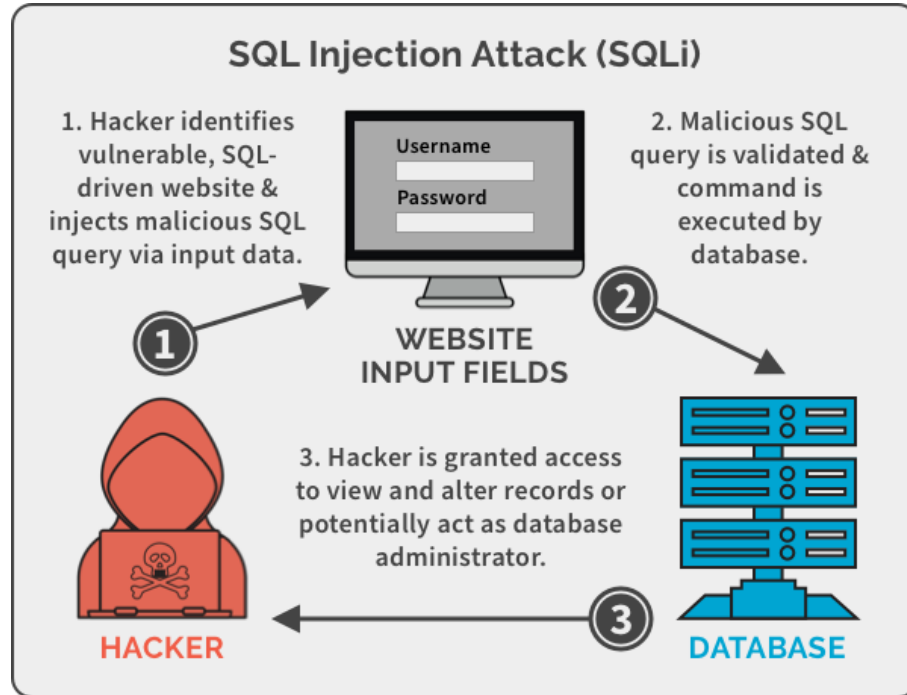 SQL Injection Attack (SQLi)
1. Hacker identifies
vulnerable, SQL-
driven website &
injects malicious SQL
query via input data.
Username
Password
2. Malicious SQL
query is validated &
command is
executed by
database.
1
2
WEBSITE
INPUT FIELDS
3. Hacker is granted access
to view and alter records or
potentially act as database
administrator.
3
HACKER
DATABASE